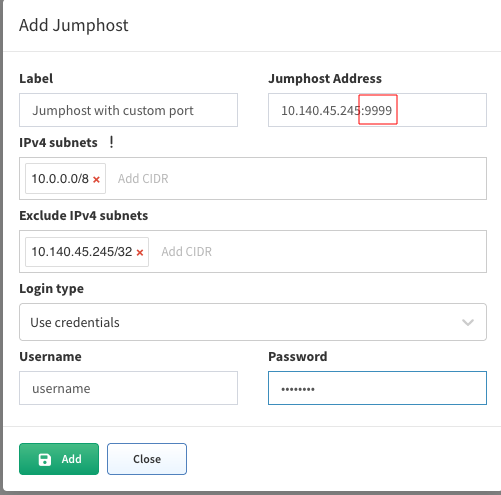 Add Jumphost
Label
Jumphost Address
Jumphost with custom port
10.140.45.245:9999
IPv4 subnets !
10.0.0.0/8 × Add CIDR
Exclude IPv4 subnets
10.140.45.245/32 × Add CIDR
Login type
Use credentials
Username
Password
username
••••••••
Add
Close